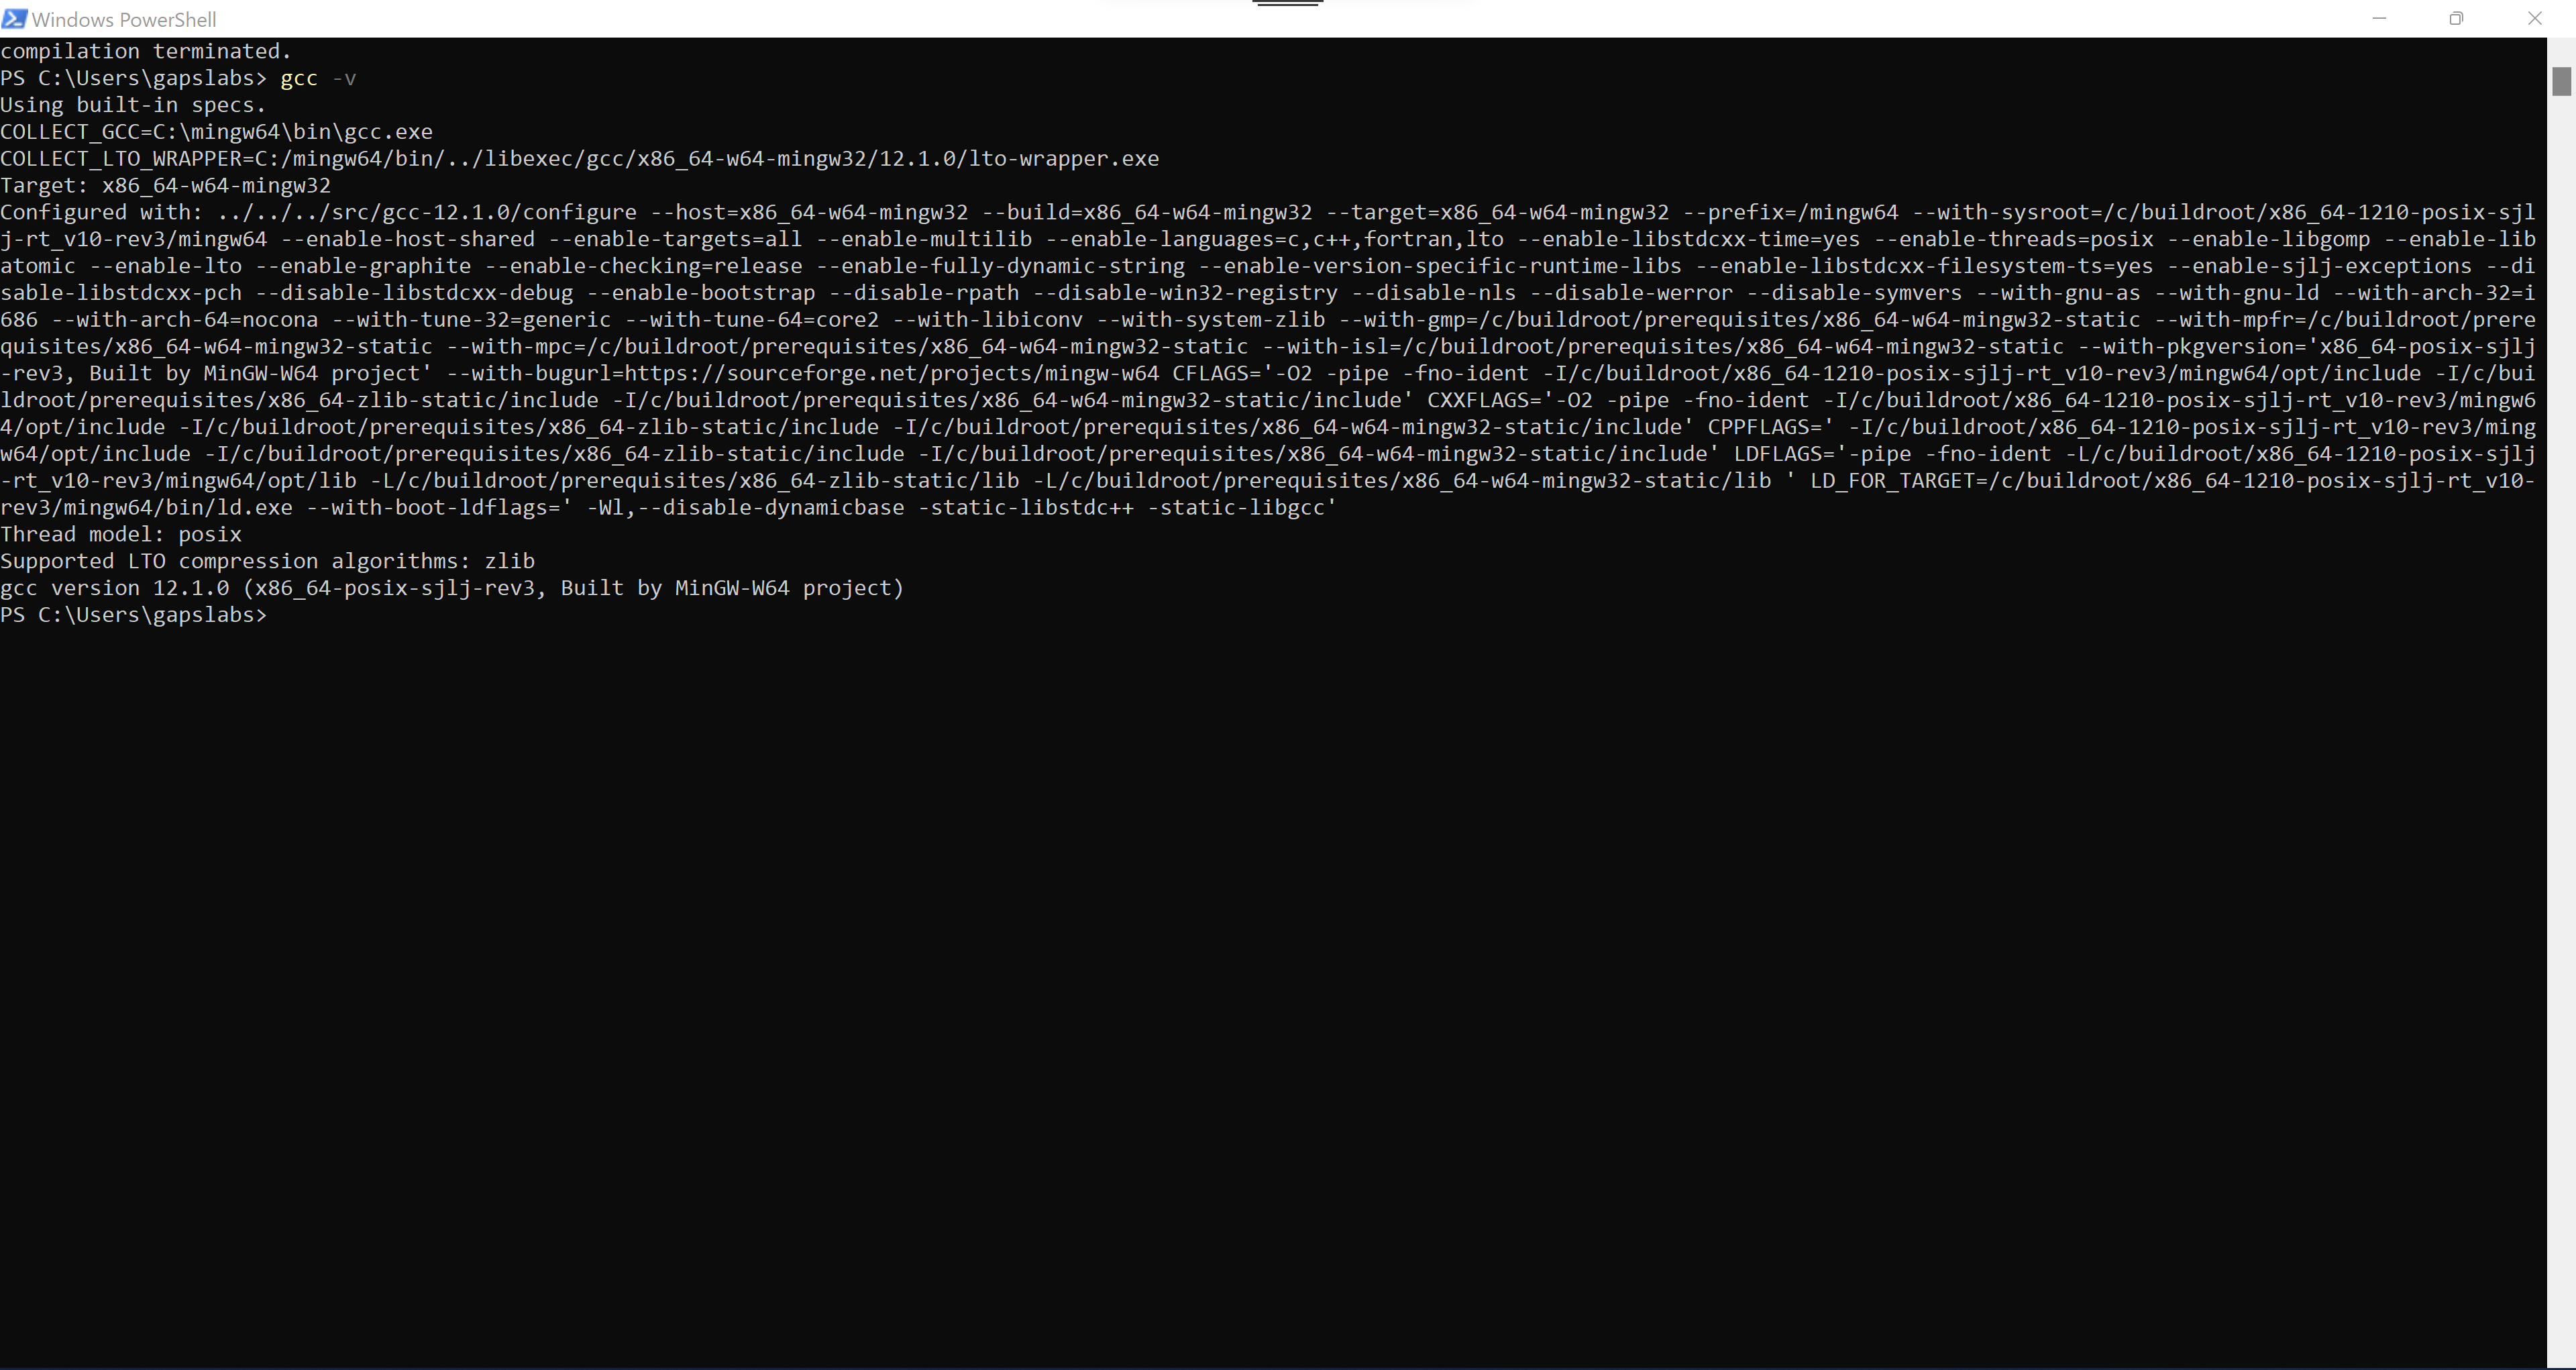 Windows PowerShell
compilation terminated.
PS C:\Users\gapslabs> gcc -v
Using built-in specs.
COLLECT_GCC=C:\mingw64\bin\gcc.exe
COLLECT_LTO_WRAPPER=C:/mingw64/bin/../libexec/gcc/x86_64-w64-mingw32/12.1.0/lto-wrapper.exe
Target: x86_64-w64-mingw32
Configured with: ../../../src/gcc-12.1.0/configure --host=x86_64-w64-mingw32 --build=x86_64-w64-mingw32 --target=x86_64-w64-mingw32 --prefix=/mingw64 --with-sysroot=/c/buildroot/x86_64-1210-posix-sjl
j-rt_v10-rev3/mingw64 --enable-host-shared --enable-targets=all --enable-multilib --enable-languages=c,c++,fortran,lto --enable-libstdcxx-time=yes --enable-threads=posix --enable-libgomp --enable-lib
atomic --enable-lto --enable-graphite --enable-checking=release --enable-fully-dynamic-string --enable-version-specific-runtime-libs --enable-libstdcxx-filesystem-ts=yes --enable-sjlj-exceptions --di
sable-libstdcxx-pch --disable-libstdcxx-debug --enable-bootstrap --disable-rpath --disable-win32-registry --disable-nls --disable-werror --disable-symvers --with-gnu-as --with-gnu-ld --with-arch-32=i
686 --with-arch-64=nocona --with-tune-32=generic --with-tune-64=core2 --with-libiconv --with-system-zlib --with-gmp=/c/buildroot/prerequisites/x86_64-w64-mingw32-static --with-mpfr=/c/buildroot/prere
quisites/x86_64-w64-mingw32-static --with-mpc=/c/buildroot/prerequisites/x86_64-w64-mingw32-static --with-isl=/c/buildroot/prerequisites/x86_64-w64-mingw32-static --with-pkgversion='x86_64-posix-sjlj
-rev3, Built by MinGW-W64 project' --with-bugurl=https://sourceforge.net/projects/mingw-w64 CFLAGS='-O2 -pipe -fno-ident -I/c/buildroot/x86_64-1210-posix-sjlj-rt_v10-rev3/mingw64/opt/include -I/c/bui
ldroot/prerequisites/x86_64-zlib-static/include -I/c/buildroot/prerequisites/x86_64-w64-mingw32-static/include' CXXFLAGS='-O2 -pipe -fno-ident -I/c/buildroot/x86_64-1210-posix-sjlj-rt_v10-rev3/mingw6
4/opt/include -I/c/buildroot/prerequisites/x86_64-zlib-static/include -I/c/buildroot/prerequisites/x86_64-w64-mingw32-static/include' CPPFLAGS=' -I/c/buildroot/x86_64-1210-posix-sjlj-rt_v10-rev3/ming
w64/opt/include -I/c/buildroot/prerequisites/x86_64-zlib-static/include -I/c/buildroot/prerequisites/x86_64-w64-mingw32-static/include' LDFLAGS='-pipe -fno-ident -L/c/buildroot/x86_64-1210-posix-sjlj
-rt_v10-rev3/mingw64/opt/lib -L/c/buildroot/prerequisites/x86_64-zlib-static/lib -L/c/buildroot/prerequisites/x86_64-w64-mingw32-static/lib ' LD_FOR_TARGET=/c/buildroot/x86_64-1210-posix-sjlj-rt_v10-
rev3/mingw64/bin/ld.exe --with-boot-ldflags=' -Wl,--disable-dynamicbase -static-libstdc++ -static-libgcc'
Thread model: posix
Supported LTO compression algorithms: zlib
gcc version 12.1.0 (x86_64-posix-sjlj-rev3, Built by MinGW-W64 project)
PS C:\Users\gapslabs>